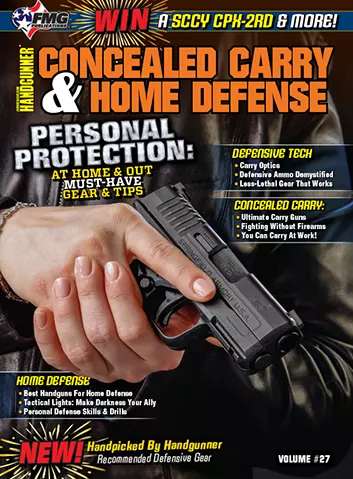 FMG
PUBLICATIONS
WIN A SCCY CPX-2RD & MORE!
HANDGUNNER
CONCEALED CARRY
& HOME DEFENSE
PERSONAL
PROTECTION:
AT HOME & OUT
MUST-HAVE
GEAR & TIPS
DEFENSIVE TECH
• Carry Optics
• Defensive Ammo Demystified
• Less-Lethal Gear That Works
CONCEALED CARRY:
• Ultimate Carry Guns
• Fighting Without Firearms
• You Can Carry At Work!
SPRINGFIELD ARMORY U.S.A.
HOME DEFENSE
• Best Handguns For Home Defense
• Tactical Lights: Make Darkness Your Ally
• Personal Defense Skills & Drills
NEW! Handpicked By Handgunner
Recommended Defensive Gear
VOLUME #27